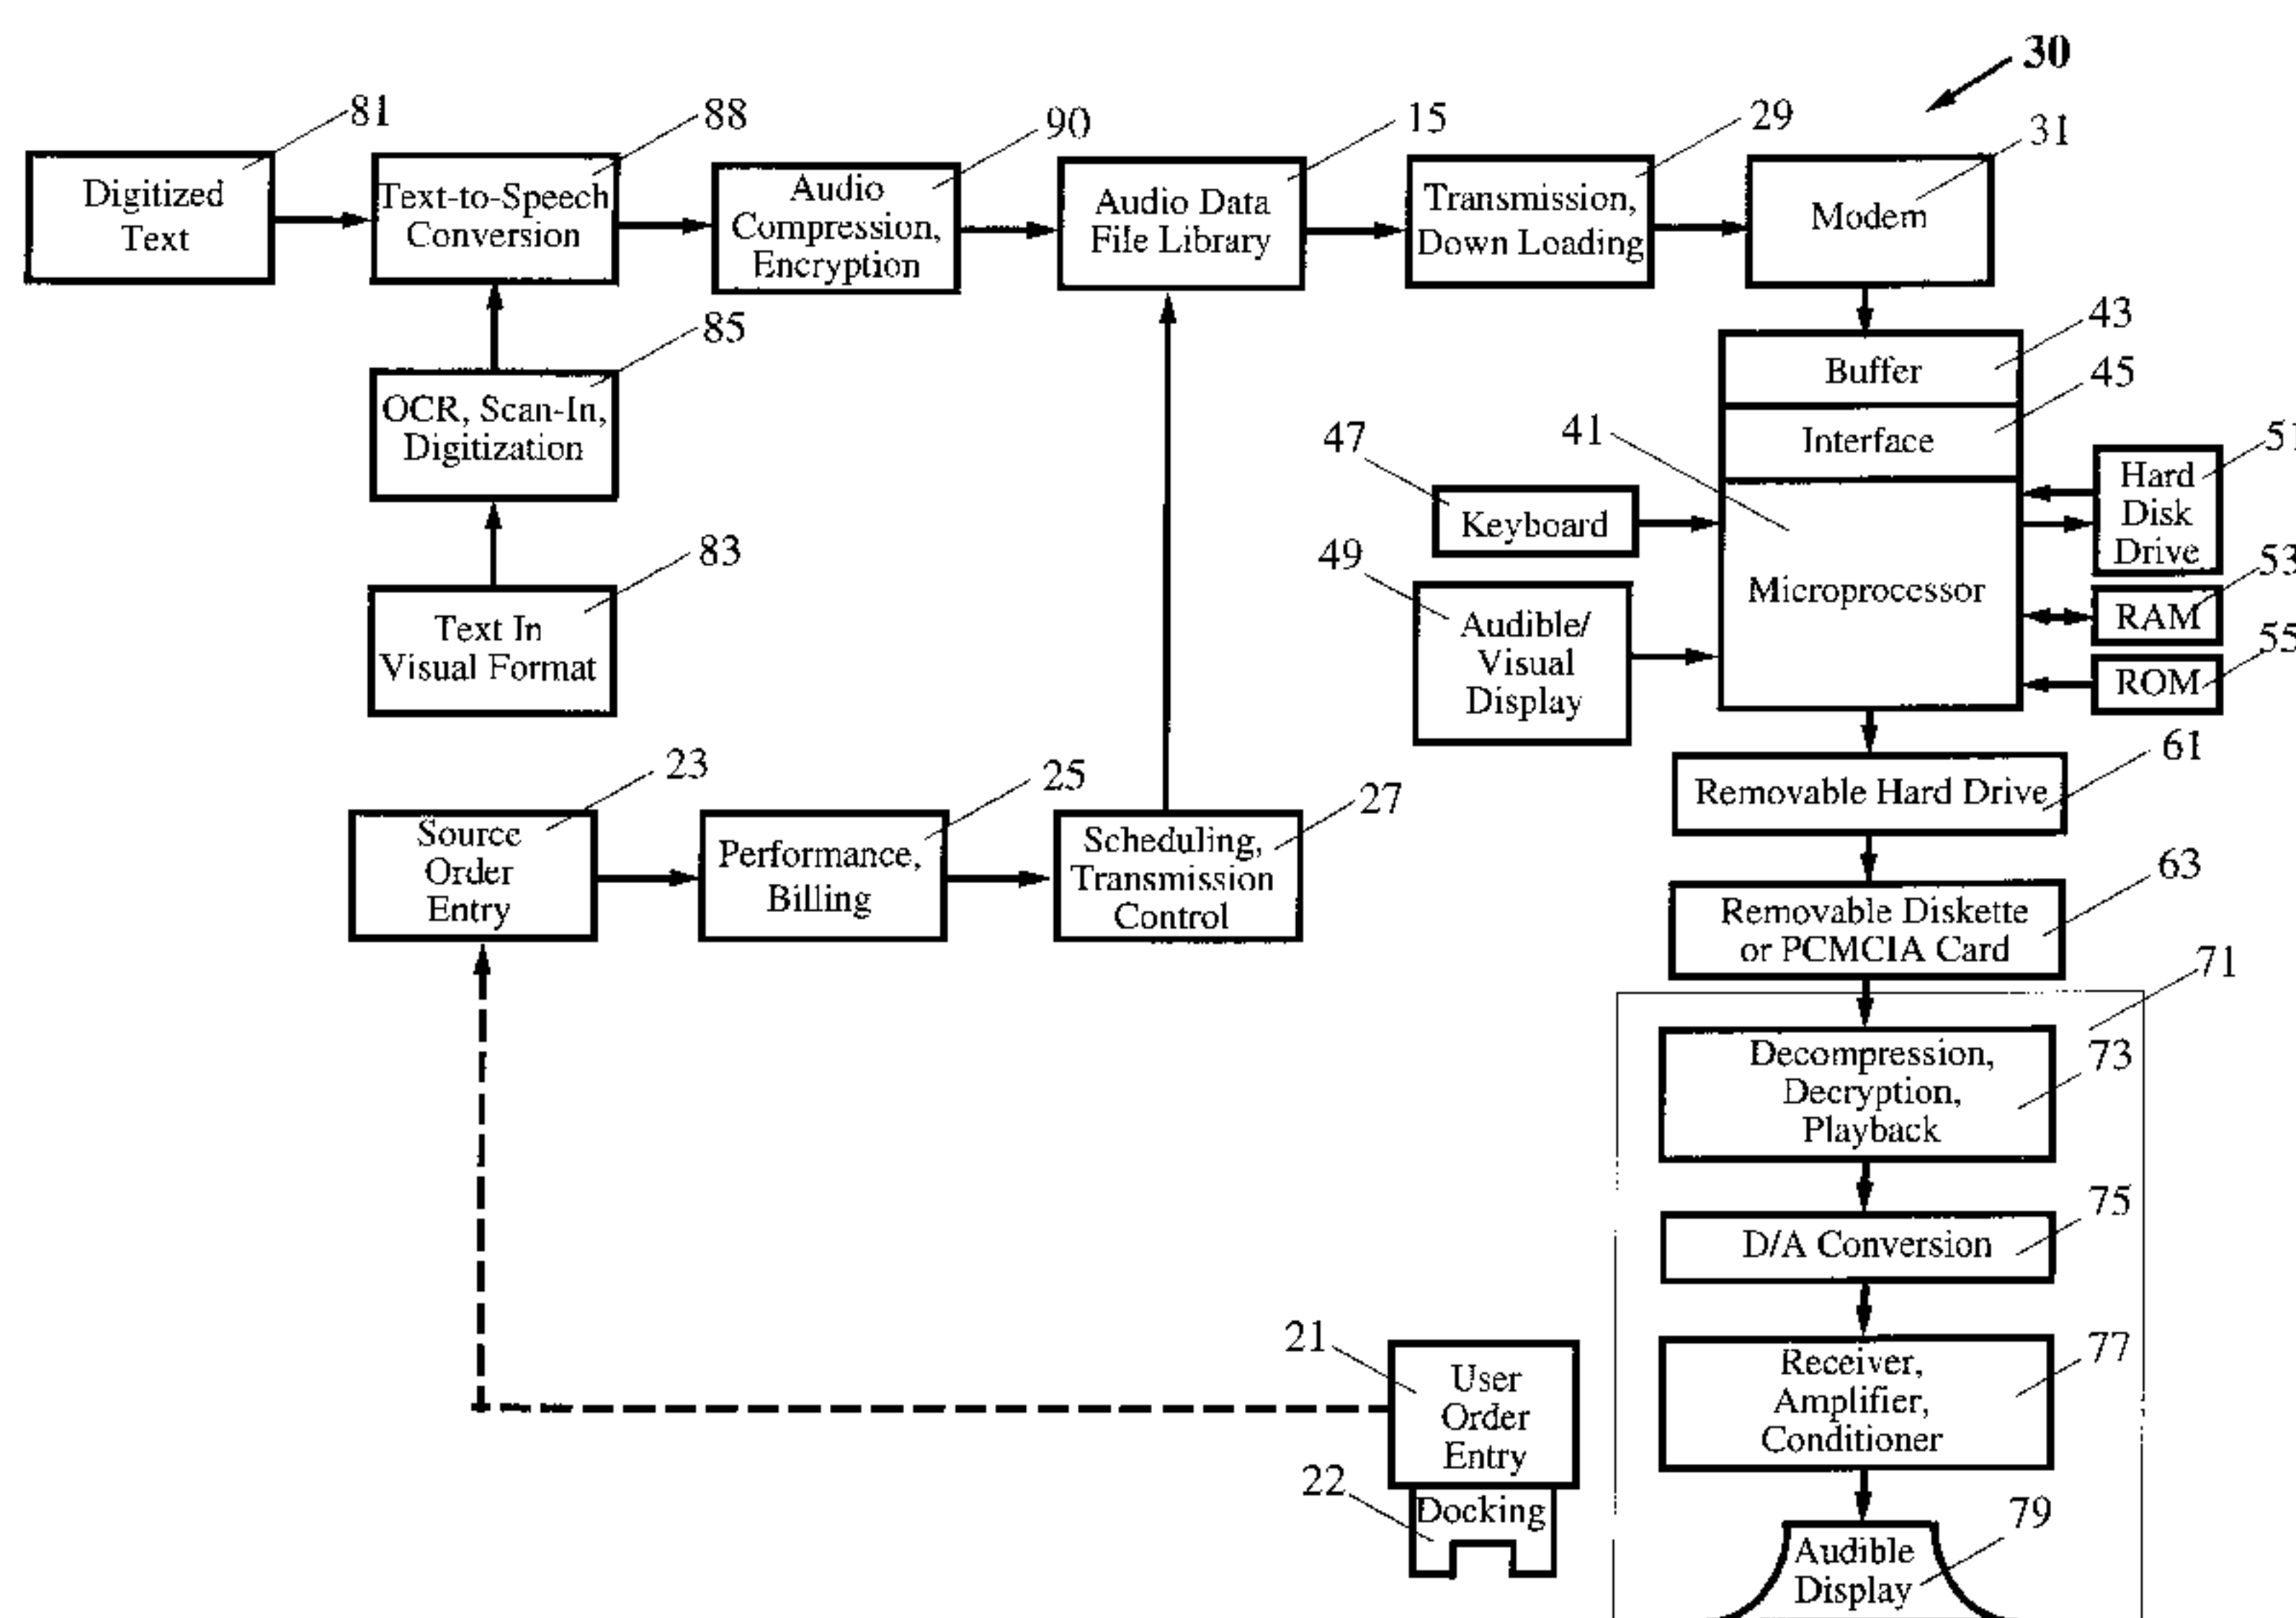 30
81
88
90
15
29
31
Digitized
Text
Text-to-Speech
Conversion
Audio
Compression,
Encryption
Audio Data
File Library
Transmission,
Down Loading
Modem
85
43
Buffer
45
Interface
OCR, Scan-In,
Digitization
47
41
51
Keyboard
Hard
Disk
Drive
83
49
Microprocessor
53
RAM
55
ROM
Text In
Visual Format
Audible/
Visual
Display
61
Removable Hard Drive
23
25
27
Source
Order
Entry
Performance,
Billing
Scheduling,
Transmission
Control
63
Removable Diskette
or PCMCIA Card
71
73
Decompression,
Decryption,
Playback
75
D/A Conversion
21
User
Order
Entry
77
Receiver,
Amplifier,
Conditioner
22
Docking
79
Audible
Display